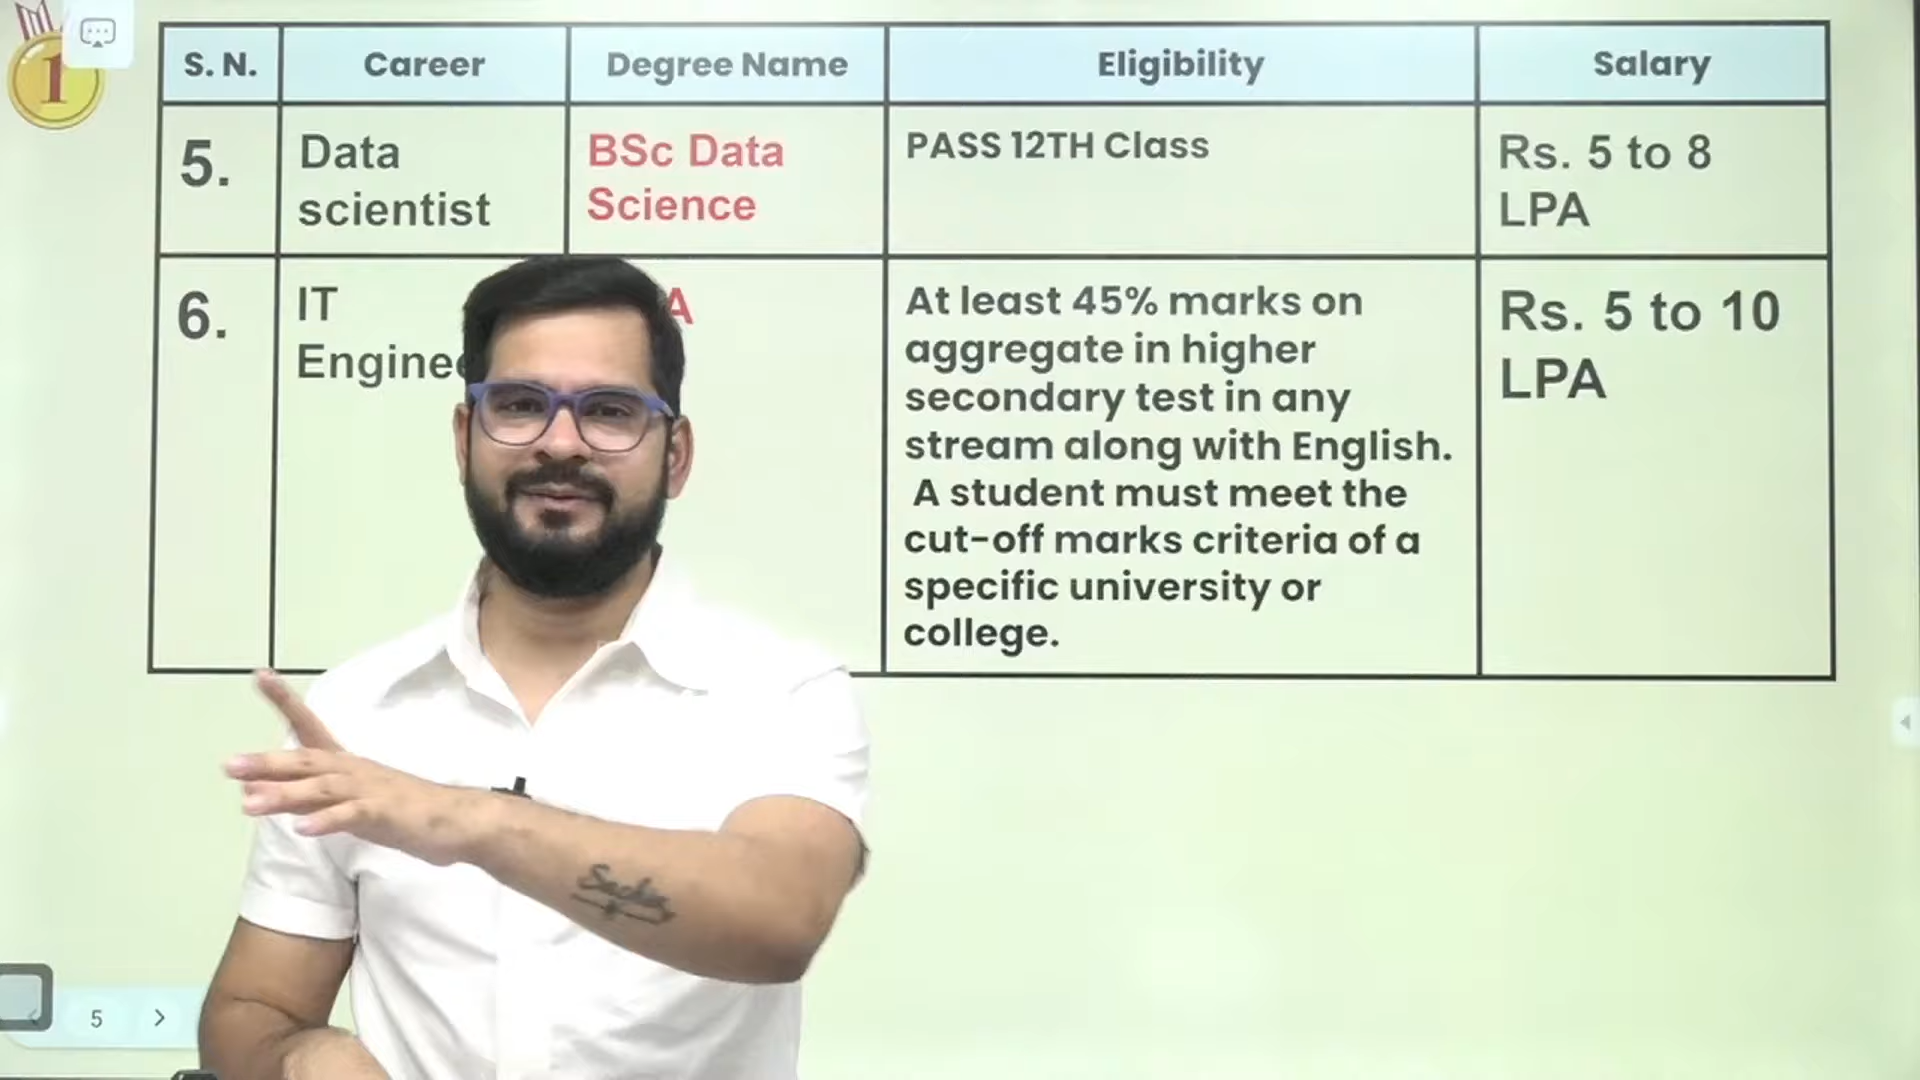 1
S. N.
Career
Degree Name
Eligibility
Salary
5.
Data
scientist
BSc Data
Science
PASS 12TH Class
Rs. 5 to 8
LPA
6.
IT
Enginee
A
At least 45% marks on
aggregate in higher
secondary test in any
stream along with English.
A student must meet the
cut-off marks criteria of a
specific university or
college.
Rs. 5 to 10
LPA
5